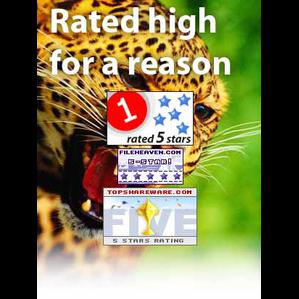 Rated high
for a reason
1
rated 5 stars
FILEHEAVEN.COM
5-STAR!
TOPSHAREWARE.COM
FIVE
5 STARS RATING